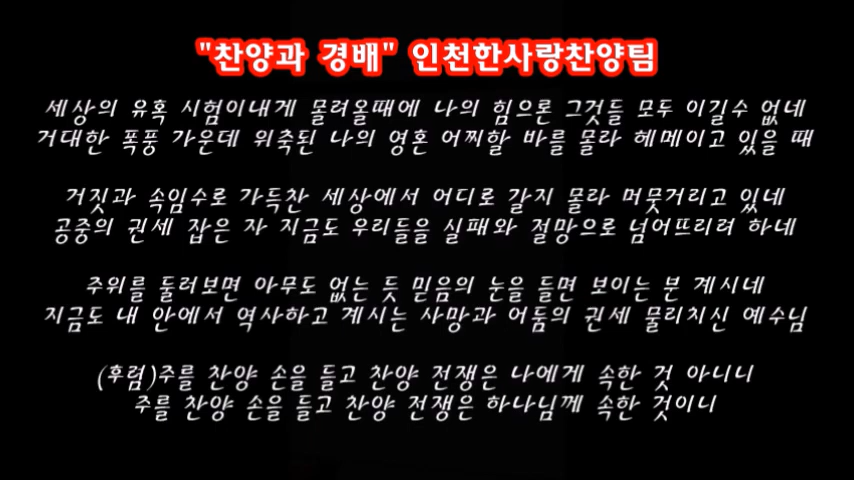 "찬양과 경배" 인천한사랑찬양팀
세상의 유혹 시험이내게 몰려올때에 나의 힘으론 그것들 모두 이길수 없네
거대한 폭풍 가운데 위축된 나의 영혼 어찌할 바를 몰라 헤메이고 있을 때
거짓과 속임수로 가득찬 세상에서 어디로 갈지 몰라 머뭇거리고 있네
공중의 권세 잡은 자 지금도 우리들을 실패와 절망으로 넘어뜨리려 하네
주위를 둘러보면 아무도 없는 듯 믿음의 눈을 들면 보이는 분 계시네
지금도 내 안에서 역사하고 계시는 사망과 어둠의 권세 물리치신 예수님
(후렴)주를 찬양 손을 들고 찬양 전쟁은 나에게 속한 것 아니니
주를 찬양 손을 들고 찬양 전쟁은 하나님께 속한 것이니